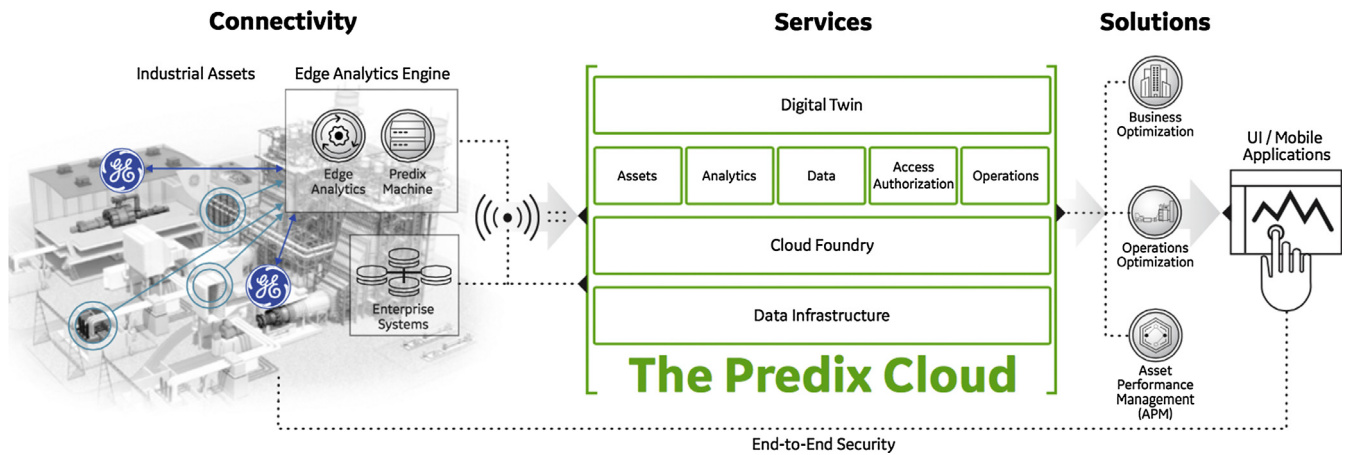 Connectivity
Services
Solutions
Industrial Assets
Edge Analytics Engine
Edge
Analytics
Predix
Machine
GE
GE
Enterprise
Systems
Digital Twin
Assets
Analytics
Data
Access
Authorization
Operations
Cloud Foundry
Data Infrastructure
The Predix Cloud
Business
Optimization
Operations
Optimization
Asset
Performance
Management
(APM)
UI / Mobile
Applications
End-to-End Security